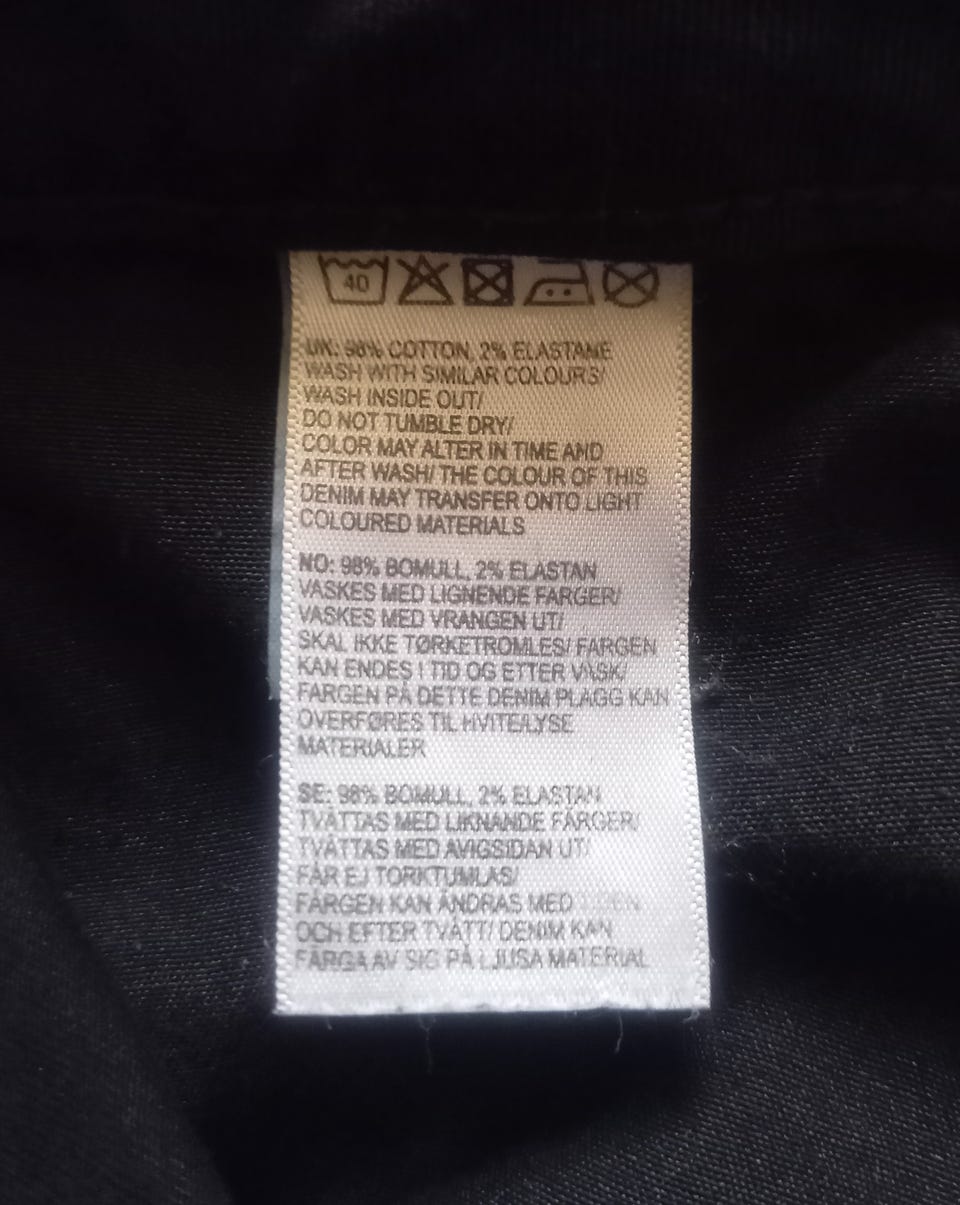 40
UK: 98% COTTON, 2% ELASTANE
WASH WITH SIMILAR COLOURS/
WASH INSIDE OUT/
DO NOT TUMBLE DRY/
COLOR MAY ALTER IN TIME AND
AFTER WASH/ THE COLOUR OF THIS
DENIM MAY TRANSFER ONTO LIGHT
COLOURED MATERIALS
NO: 98% BOMULL, 2% ELASTAN
VASKES MED LIGNENDE FARGER/
VASKES MED VRANGEN UT/
SKAL IKKE TØRKETROMLES/ FARGEN
KAN ENDES I TID OG ETTER VASK/
FARGEN PÅ DETTE DENIM PLAGG KAN
OVERFØRES TIL HVITE/LYSE
MATERIALER
SE: 98% BOMULL, 2% ELASTAN
TVÄTTAS MED LIKNANDE FÄRGER/
TVÄTTAS MED AVIGSIDAN UT/
FÅR EJ TORKTUMLAS/
FÄRGEN KAN ÄNDRAS MED
OCH EFTER TVÄTT/ DENIM KAN
FÄRGA AV SIG PÅ LJUSA MATERIAL